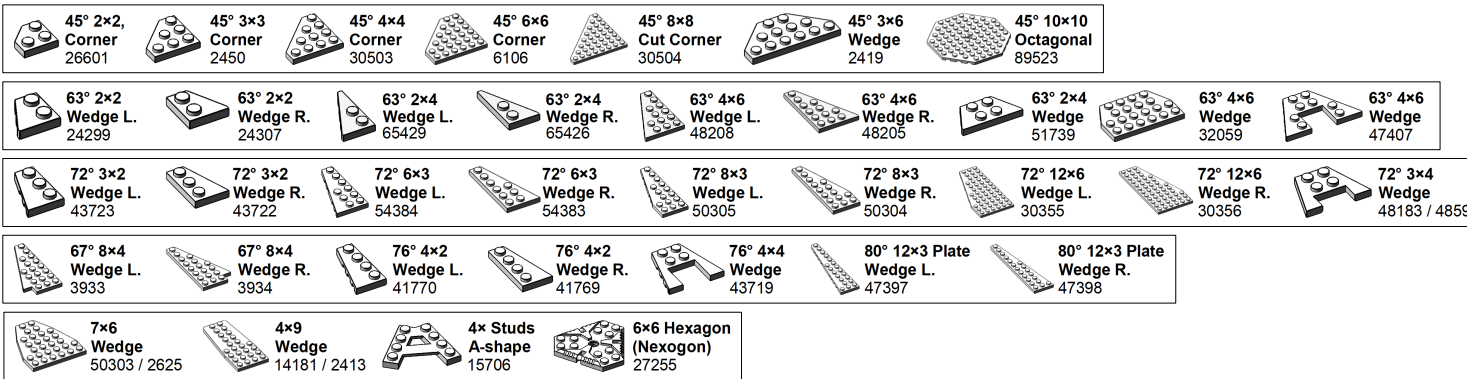 45° 2×2,
Corner
26601
45° 3×3
Corner
2450
45° 4×4
Corner
30503
45° 6×6
Corner
6106
45° 8×8
Cut Corner
30504
45° 3×6
Wedge
2419
45° 10×10
Octagonal
89523
63° 2×2
Wedge L.
24299
63° 2×2
Wedge R.
24307
63° 2×4
Wedge L.
65429
63° 2×4
Wedge R.
65426
63° 4×6
Wedge L.
48208
63° 4×6
Wedge R.
48205
63° 2×4
Wedge
51739
63° 4×6
Wedge
32059
63° 4×6
Wedge
47407
72° 3×2
Wedge L.
43723
72° 3×2
Wedge R.
43722
72° 6×3
Wedge L.
54384
72° 6×3
Wedge R.
54383
72° 8×3
Wedge L.
50305
72° 8×3
Wedge R.
50304
72° 12×6
Wedge L.
30355
72° 12×6
Wedge R.
30356
72° 3×4
Wedge
48183 / 4859
67° 8×4
Wedge L.
3933
67° 8×4
Wedge R.
3934
76° 4×2
Wedge L.
41770
76° 4×2
Wedge R.
41769
76° 4×4
Wedge
43719
80° 12×3 Plate
Wedge L.
47397
80° 12×3 Plate
Wedge R.
47398
7×6
Wedge
50303 / 2625
4×9
Wedge
14181 / 2413
4× Studs
A-shape
15706
6×6 Hexagon
(Nexogon)
27255